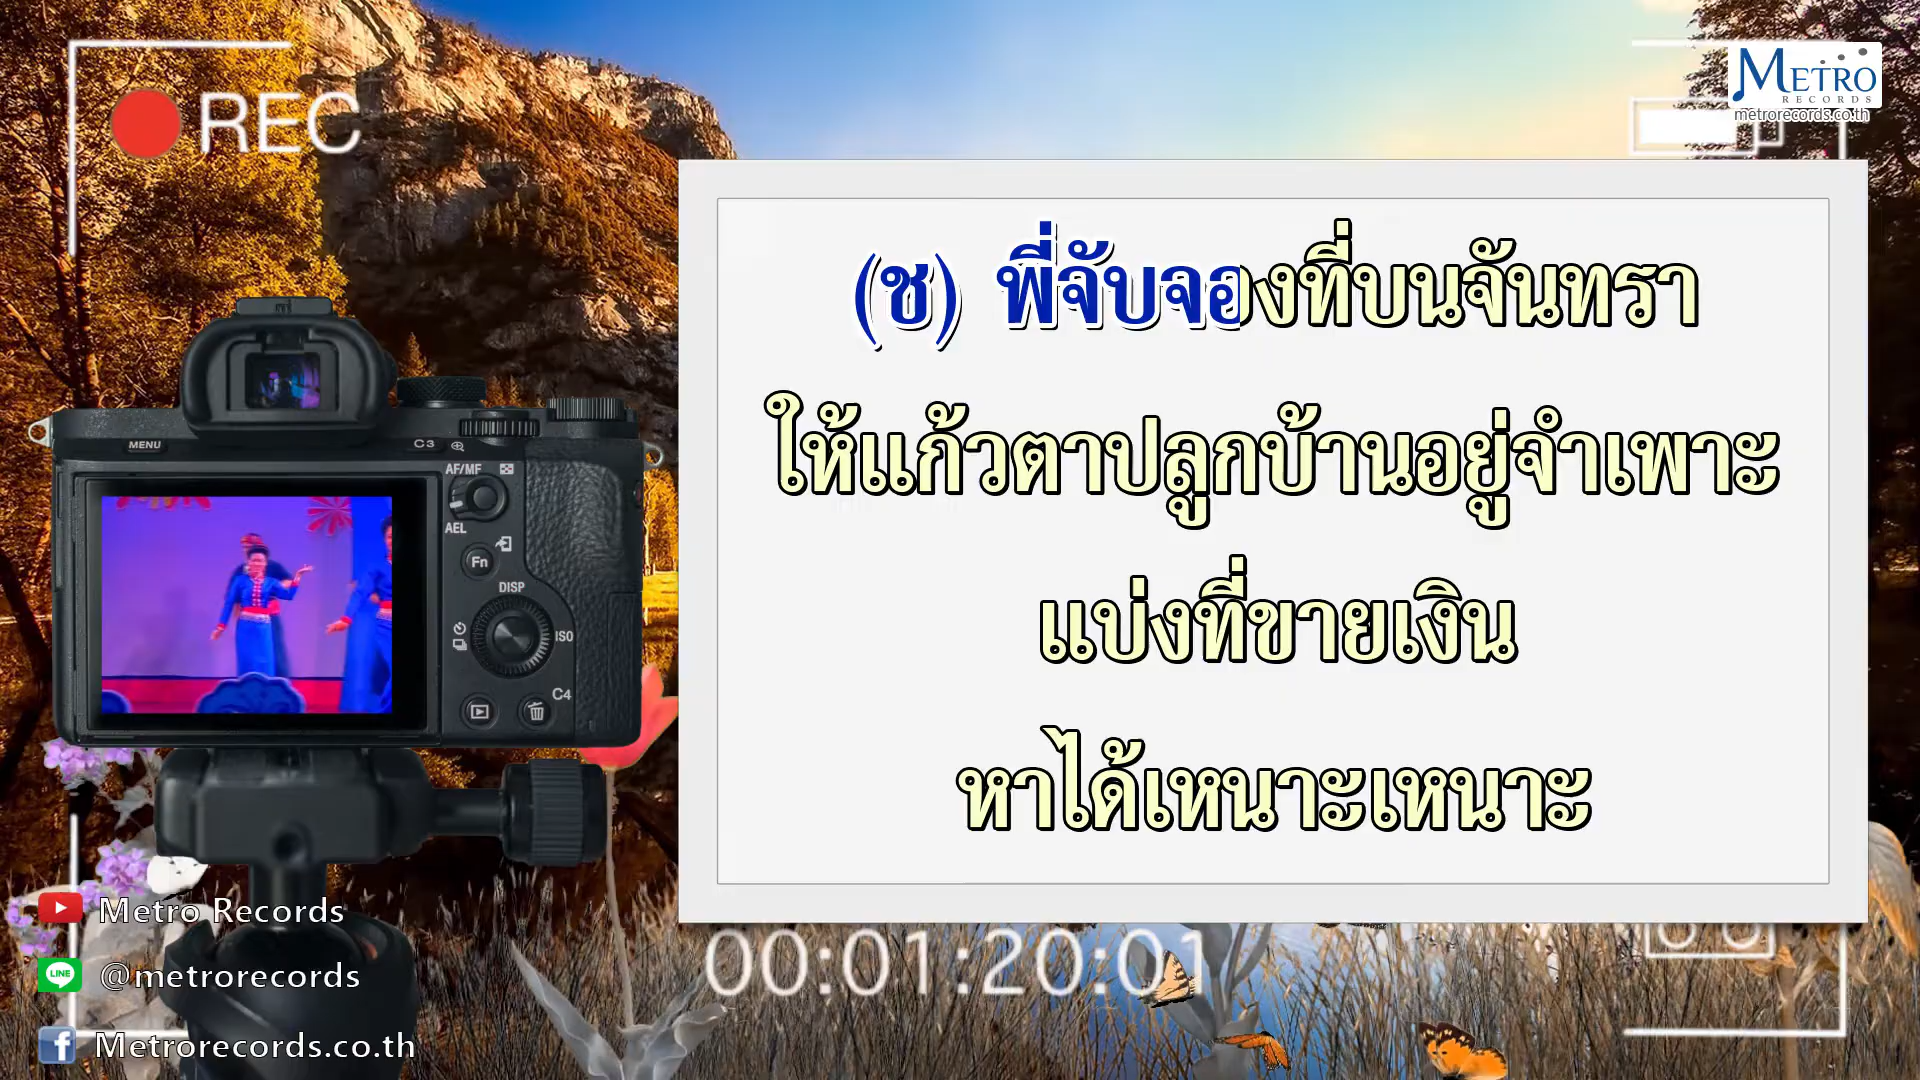 REC
METRO
RECORDS
metrorecords.co.th
(ช) พี่จับจองที่บนจันทรา
ให้แก้วตาปลูกบ้านอยู่จำเพาะ
แบ่งที่ขายเงิน
หาได้เหนาะเหนาะ
MENU
C3
AF/MF
AEL
Fn
DISP
ISO
C4
Metro Records
LINE
@metrorecords
f Metrorecords.co.th
00:01:20:01